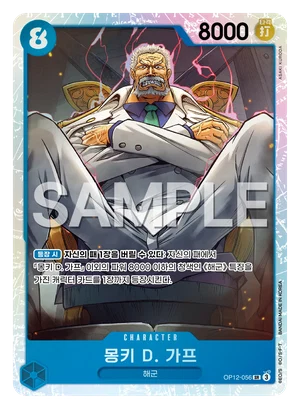 8
8000
打
SAMPLE
등장 시 자신의 패 1장을 버릴 수 있다: 자신의 패에서
「몽키 D. 가프」 이외의 파워 8000 이하의 청색의 《해군》 특징을
가진 캐릭터 카드를 1장까지 등장시킨다.
CHARACTER
몽키 D. 가프
해군
OP12-056 SR 3